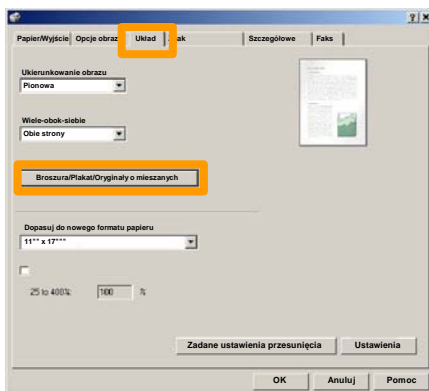 Papier/Wyjście Opcje obraz Układ ak Szczegółowe Faks
Ukierunkowanie obrazu
Pionowa
Wiele-obok-siebie
Obie strony
Broszura/Plakat/Oryginały o mieszanych
Dopasuj do nowego formatu papieru
11"" x 17"""
25 to 400%: 100 %
Zadane ustawienia przesunięcia Ustawienia
OK Anuluj Pomoc